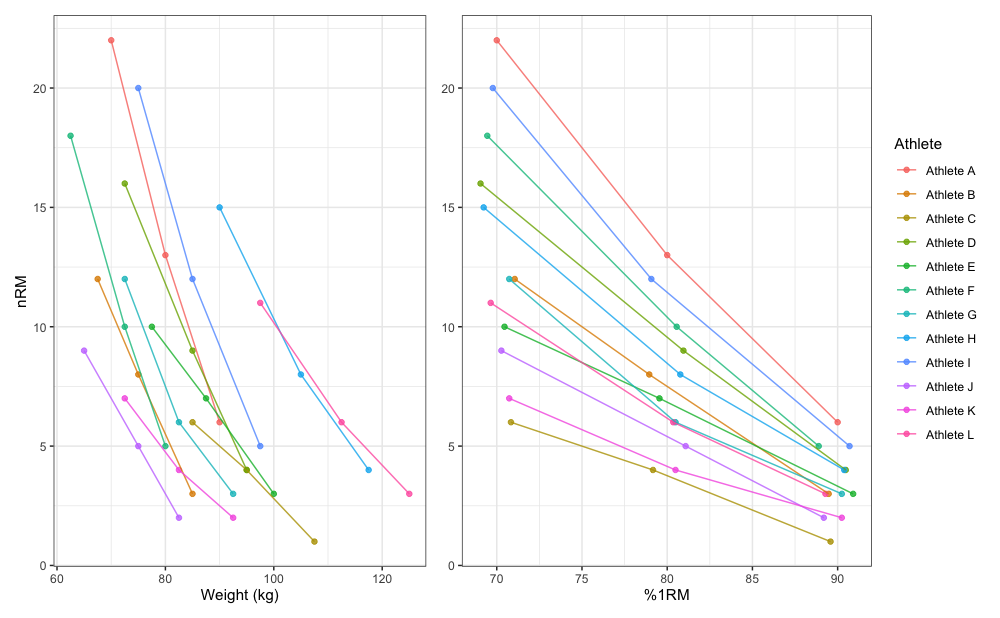 nRM
20
15
10
5
0
60
80
100
120
Weight (kg)
20
15
10
5
0
70
75
80
85
90
%1RM
Athlete
Athlete A
Athlete B
Athlete C
Athlete D
Athlete E
Athlete F
Athlete G
Athlete H
Athlete I
Athlete J
Athlete K
Athlete L